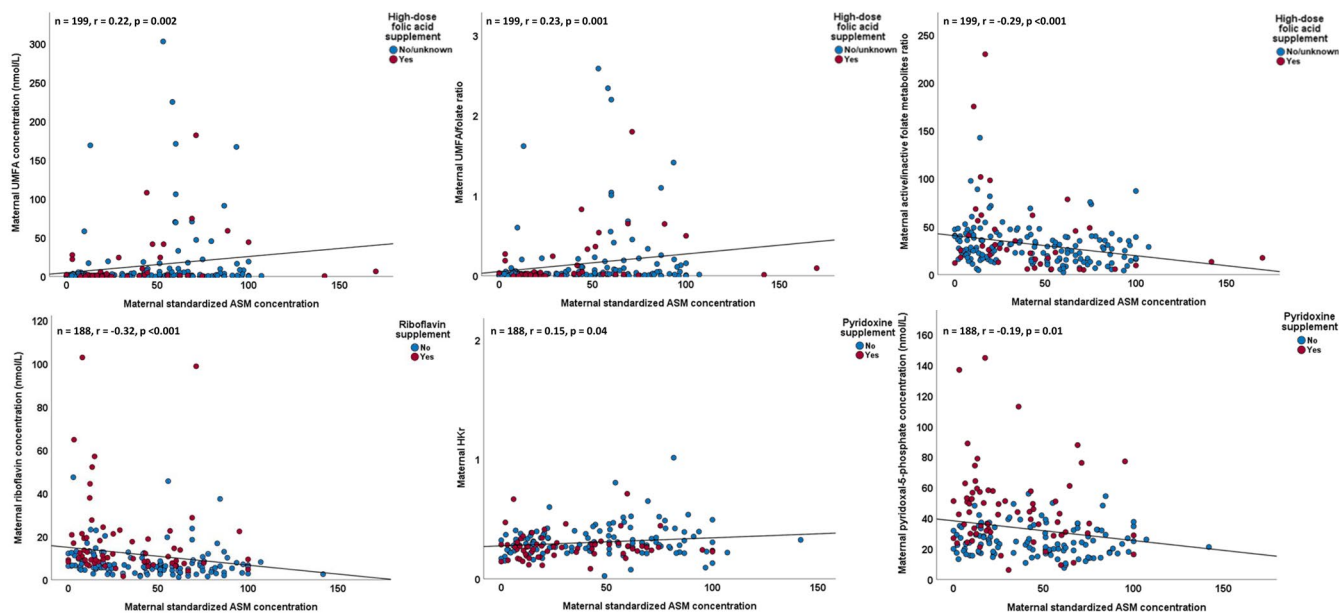 n = 199, r = 0.22, p = 0.002
High-dose
folic acid
supplement
No/unknown
Yes
300
250
200
150
100
50
0
Maternal UMFA concentration (nmol/L)
0
50
100
150
Maternal standardized ASM concentration
n = 199, r = 0.23, p = 0.001
High-dose
folic acid
supplement
No/unknown
Yes
3
2
1
0
Maternal UMFA/folate ratio
0
50
100
150
Maternal standardized ASM concentration
n = 199, r = -0.29, p <0.001
High-dose
folic acid
supplement
No/unknown
Yes
250
200
150
100
50
0
Maternal active/inactive folate metabolites ratio
0
50
100
150
Maternal standardized ASM concentration
n = 188, r = -0.32, p <0.001
Riboflavin
supplement
No
Yes
120
100
80
60
40
20
0
Maternal riboflavin concentration (nmol/L)
0
50
100
150
Maternal standardized ASM concentration
n = 188, r = 0.15, p = 0.04
Pyridoxine
supplement
No
Yes
2
1
0
Maternal HKr
0
50
100
150
Maternal standardized ASM concentration
n = 188, r = -0.19, p = 0.01
Pyridoxine
supplement
No
Yes
160
140
120
100
80
60
40
20
0
Maternal pyridoxal-5-phosphate concentration (nmol/L)
0
50
100
150
Maternal standardized ASM concentration